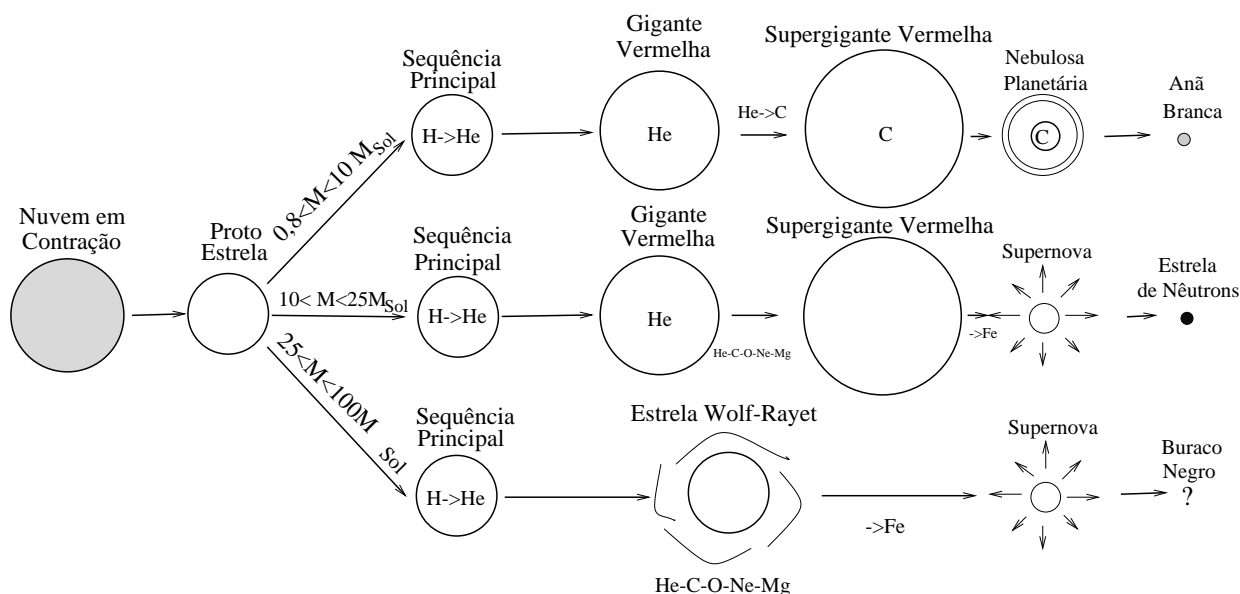 Nuvem em
Contração
Proto
Estrela
0,8<M<10 M Sol
Sequência
Principal
H->He
Gigante
Vermelha
He
He->C
Supergigante Vermelha
C
Nebulosa
Planetária
C
Anã
Branca
10< M<25M Sol
Sequência
Principal
H->He
Gigante
Vermelha
He
He-C-O-Ne-Mg
Supergigante Vermelha
->Fe
Supernova
Estrela
de Nêutrons
25<M<100M Sol
Sequência
Principal
H->He
Estrela Wolf-Rayet
He-C-O-Ne-Mg
->Fe
Supernova
Buraco
Negro
?